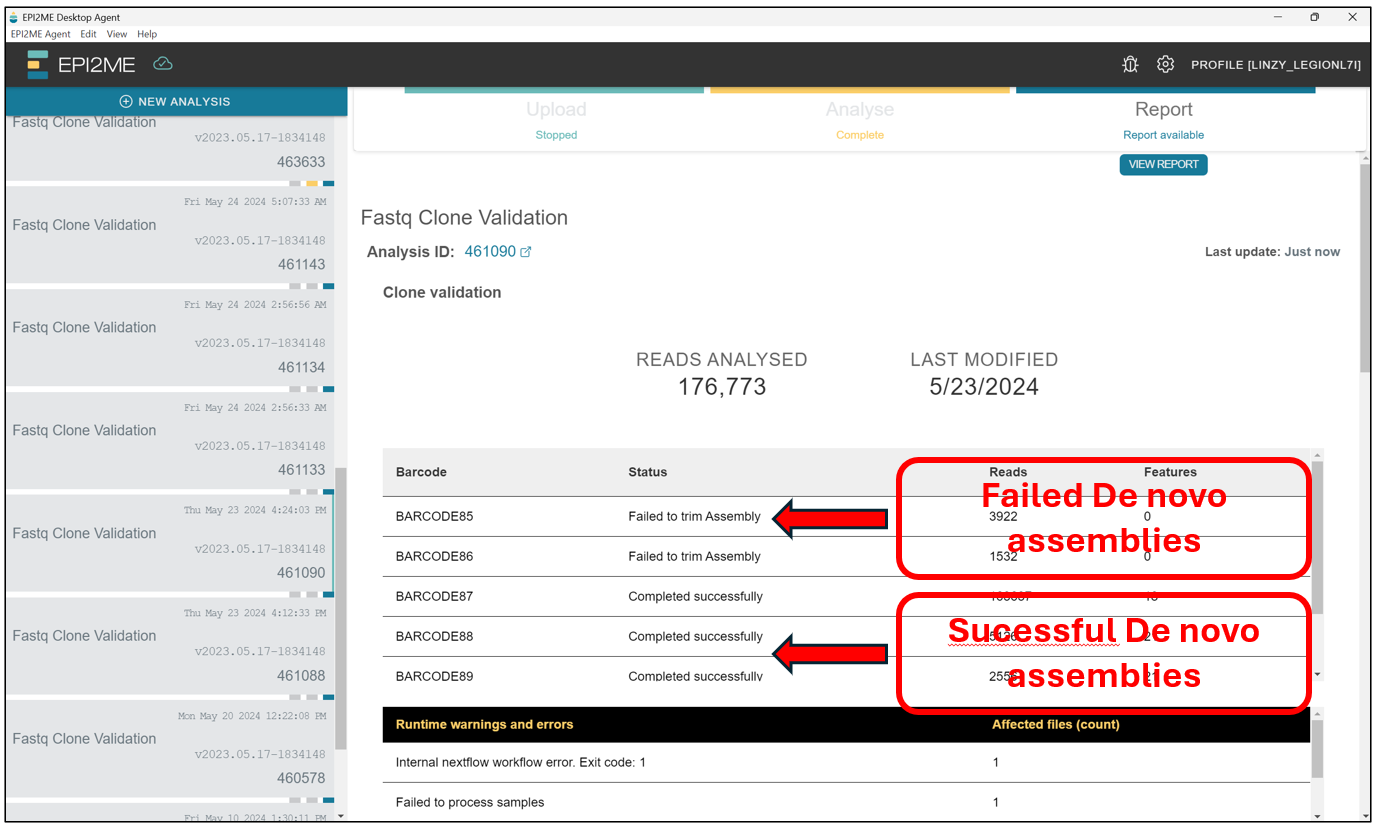 EPI2ME Desktop Agent
EPI2ME Agent Edit View Help
EPI2ME
PROFILE [LINZY_LEGIONL7I]
NEW ANALYSIS
Fastq Clone Validation
v2023.05.17-1834148
463633
Fri May 24 2024 5:07:33 AM
Fastq Clone Validation
v2023.05.17-1834148
461143
Fri May 24 2024 2:56:56 AM
Fastq Clone Validation
v2023.05.17-1834148
461134
Fri May 24 2024 2:56:33 AM
Fastq Clone Validation
v2023.05.17-1834148
461133
Thu May 23 2024 4:24:03 PM
Fastq Clone Validation
v2023.05.17-1834148
461090
Thu May 23 2024 4:12:33 PM
Fastq Clone Validation
v2023.05.17-1834148
461088
Mon May 20 2024 12:22:08 PM
Fastq Clone Validation
v2023.05.17-1834148
460578
Fri May 10 2024 1:30:11 PM
Upload
Stopped
Analyse
Complete
Report
Report available
VIEW REPORT
Fastq Clone Validation
Analysis ID: 461090
Last update: Just now
Clone validation
READS ANALYSED
176,773
LAST MODIFIED
5/23/2024
Barcode Status Reads Features
BARCODE85 Failed to trim Assembly 3922 0
BARCODE86 Failed to trim Assembly 1532 0
BARCODE87 Completed successfully
BARCODE88 Completed successfully
BARCODE89 Completed successfully
Failed De novo
assemblies
Sucessful De novo
assemblies
Runtime warnings and errors Affected files (count)
Internal nextflow workflow error. Exit code: 1 1
Failed to process samples 1